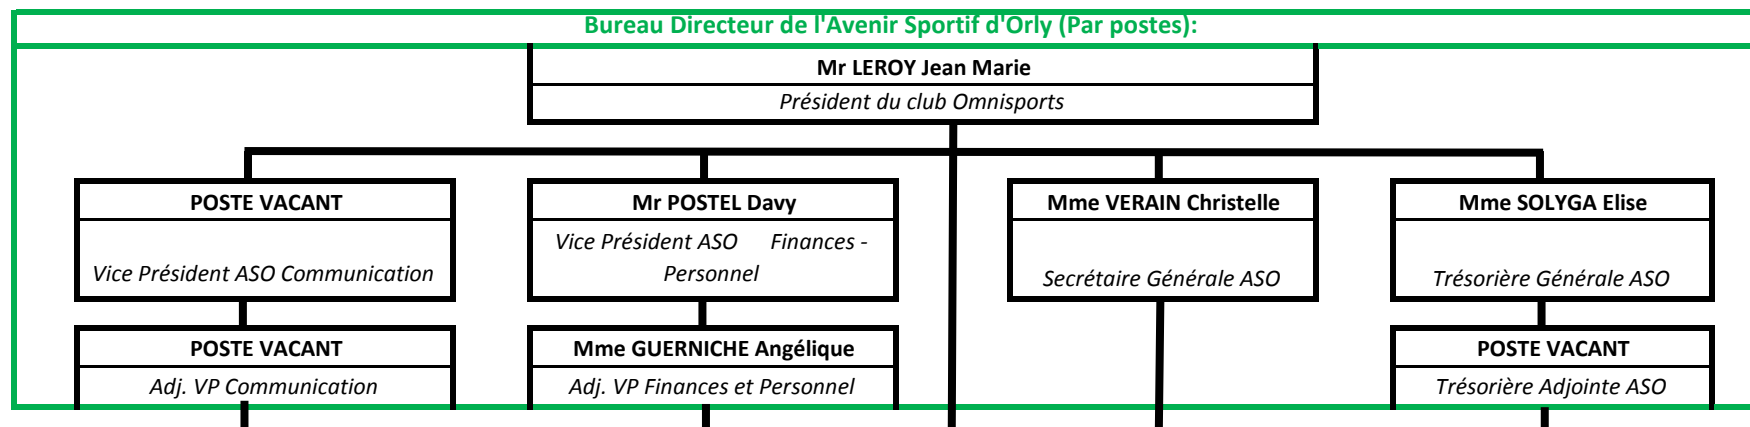 Bureau Directeur de l'Avenir Sportif d'Orly (Par postes):
Mr LEROY Jean Marie
Président du club Omnisports
POSTE VACANT
Vice Président ASO Communication
Mr POSTEL Davy
Vice Président ASO Finances -
Personnel
Mme VERAIN Christelle
Secrétaire Générale ASO
Mme SOLYGA Elise
Trésorière Générale ASO
POSTE VACANT
Adj. VP Communication
Mme GUERNICHE Angélique
Adj. VP Finances et Personnel
POSTE VACANT
Trésorière Adjointe ASO